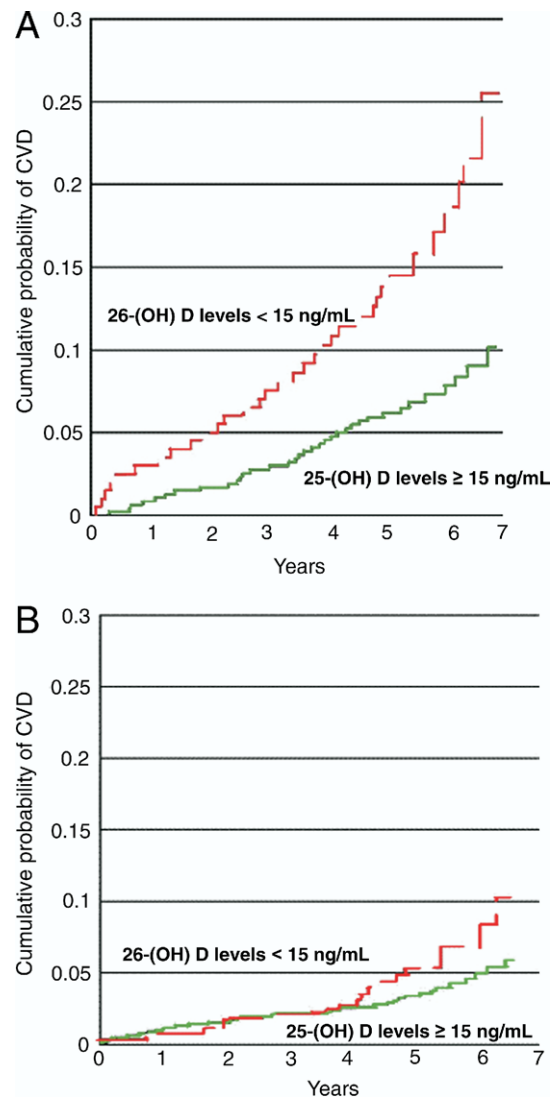 A
0.3
0.25
0.2
0.15
0.1
0.05
0
Cumulative probability of CVD
26-(OH) D levels < 15 ng/mL
25-(OH) D levels ≥ 15 ng/mL
0 1 2 3 4 5 6 7
Years
B
0.3
0.25
0.2
0.15
0.1
0.05
0
Cumulative probability of CVD
26-(OH) D levels < 15 ng/mL
25-(OH) D levels ≥ 15 ng/mL
0 1 2 3 4 5 6 7
Years